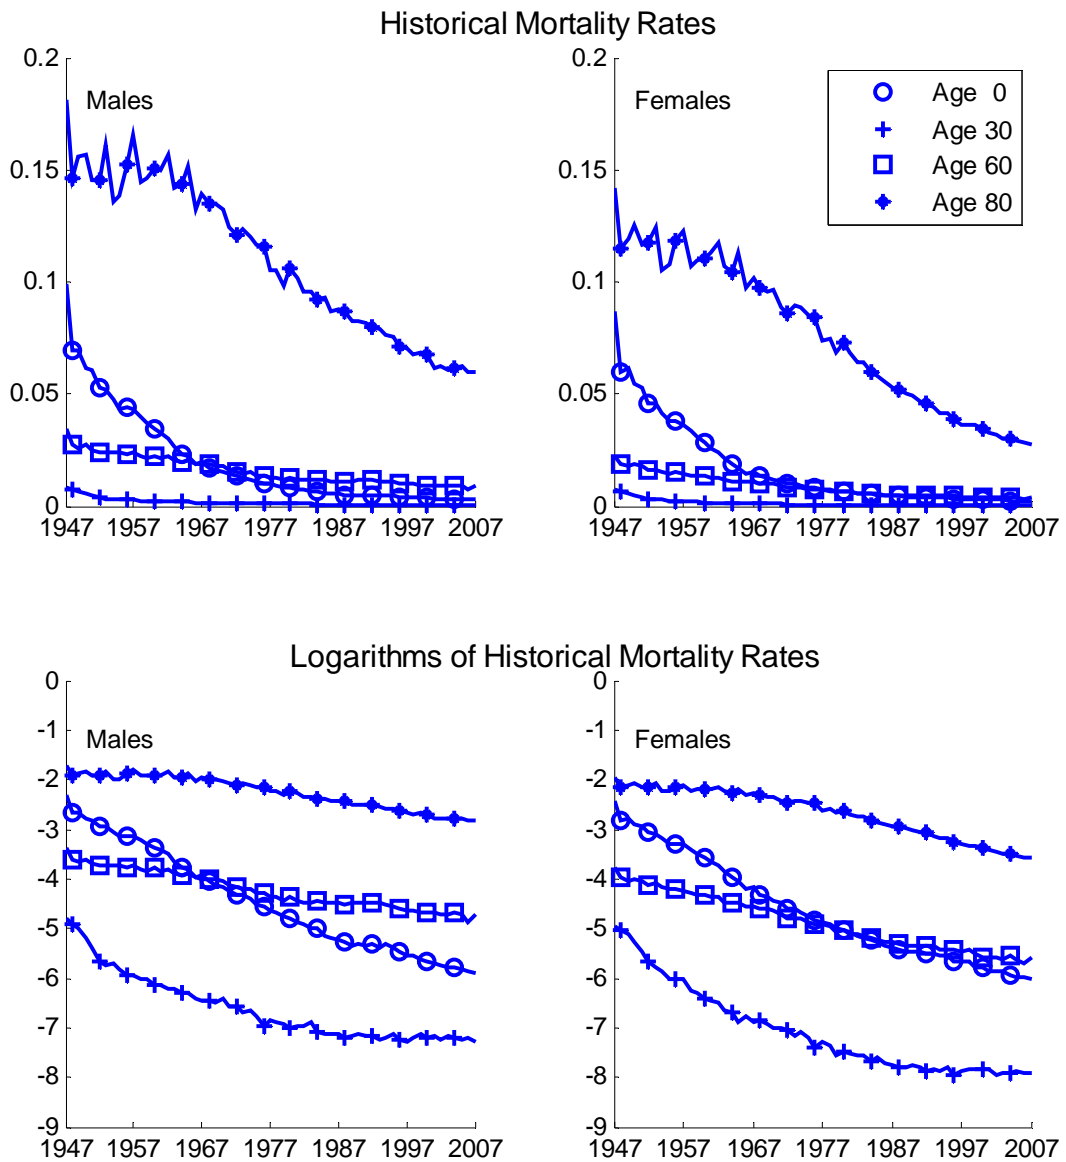 Historical Mortality Rates
0.2
0.15
0.1
0.05
0
Males
1947 1957 1967 1977 1987 1997 2007
0.2
0.15
0.1
0.05
0
Females
Age 0
Age 30
Age 60
Age 80
1947 1957 1967 1977 1987 1997 2007
Logarithms of Historical Mortality Rates
0
-1
-2
-3
-4
-5
-6
-7
-8
-9
Males
1947 1957 1967 1977 1987 1997 2007
0
-1
-2
-3
-4
-5
-6
-7
-8
-9
Females
1947 1957 1967 1977 1987 1997 2007